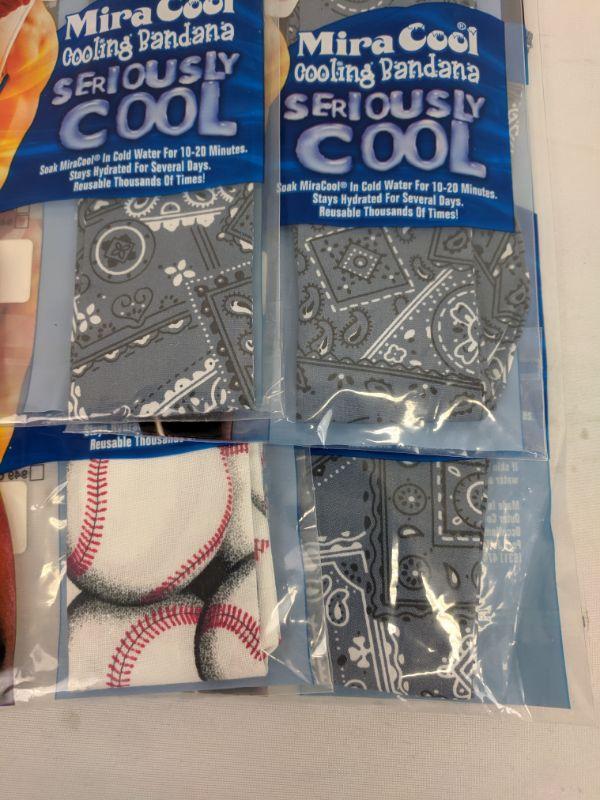 Mira Cool
Cooling Bandana
SERIOUSLY
COOL
Soak MiraCool® In Cold Water For 10-20 Minutes.
Stays Hydrated For Several Days.
Reusable Thousands Of Times!
Mira Cool®
Cooling Bandana
SERIOUSLY
COOL
Soak MiraCool® In Cold Water For 10-20 Minutes.
Stays Hydrated For Several Days.
Reusable Thousands Of Times!
Reusable Thousands